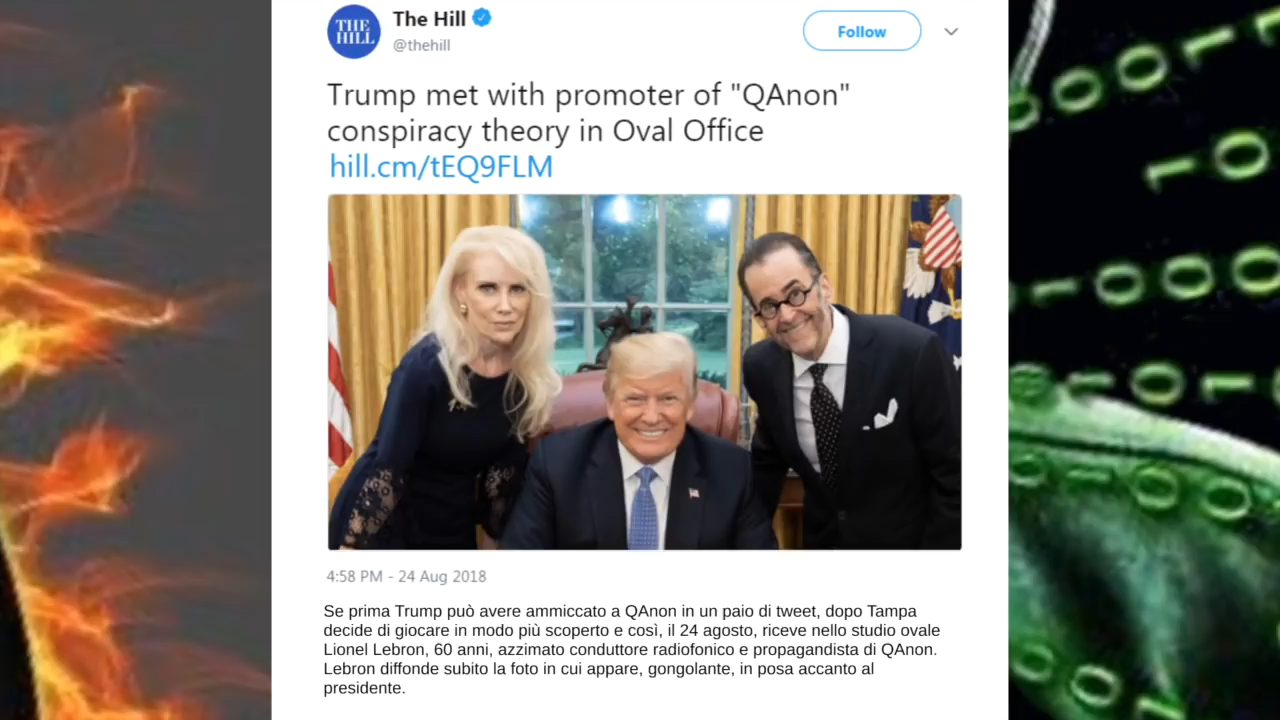 THE
HILL
The Hill
@thehill
Follow
Trump met with promoter of "QAnon"
conspiracy theory in Oval Office
hill.cm/tEQ9FLM
4:58 PM - 24 Aug 2018
Se prima Trump può avere ammiccato a QAnon in un paio di tweet, dopo Tampa
decide di giocare in modo più scoperto e così, il 24 agosto, riceve nello studio ovale
Lionel Lebron, 60 anni, azzimato conduttore radiofonico e propagandista di QAnon.
Lebron diffonde subito la foto in cui appare, gongolante, in posa accanto al
presidente.